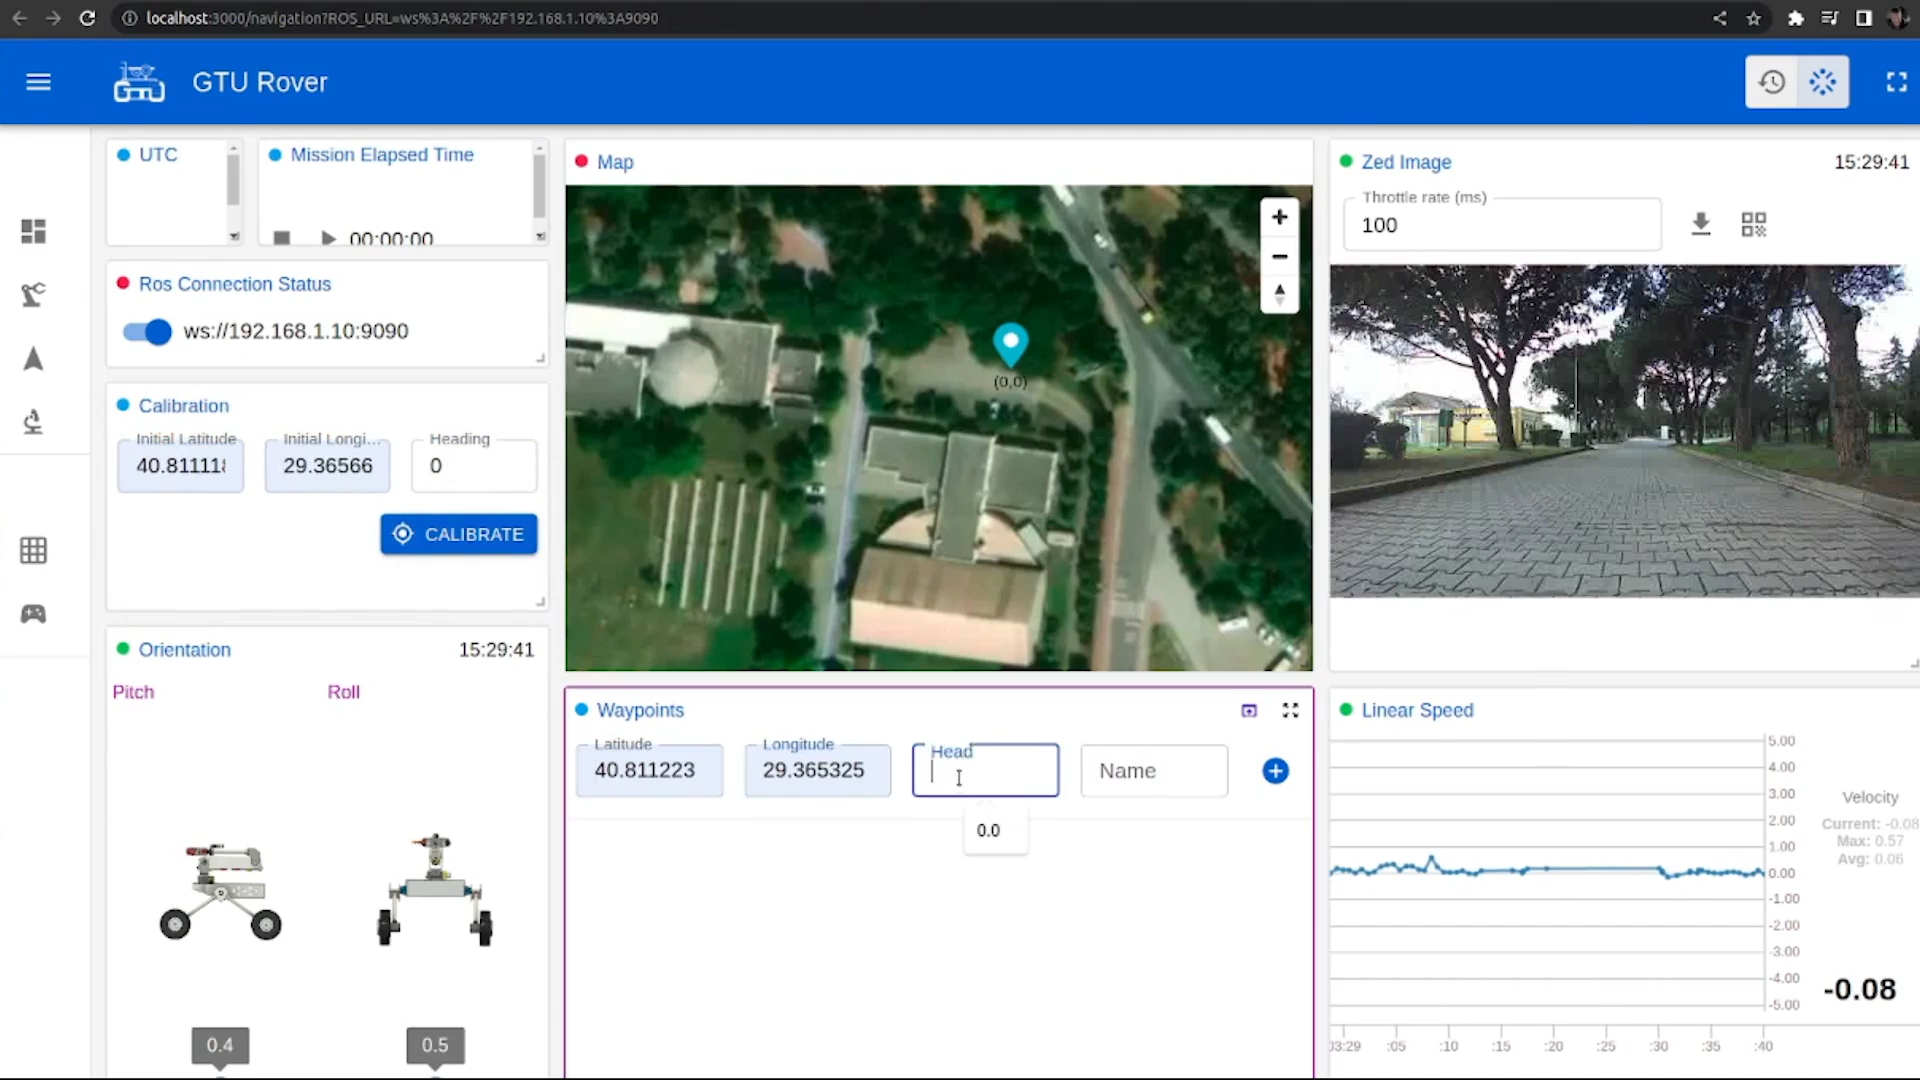 localhost:3000/navigation?ROS_URL=ws%3A%2F%2F192.168.1.10%3A9090
GTU
GTU Rover
UTC
Mission Elapsed Time
00:00:00
Ros Connection Status
ws://192.168.1.10:9090
Calibration
Initial Latitude
Initial Longi...
Heading
40.811118
29.36566
0
CALIBRATE
Orientation
15:29:41
Pitch
Roll
0.4
0.5
Map
(0,0)
Waypoints
Latitude
Longitude
Head
40.811223
29.365325
Name
0.0
Zed Image
15:29:41
Throttle rate (ms)
100
Linear Speed
5.00
4.00
3.00
2.00
1.00
0.00
-1.00
-2.00
-3.00
-4.00
-5.00
Velocity
Current: -0.08
Max: 0.57
Avg: 0.06
-0.08
03:29
:05
:10
:15
:20
:25
:30
:35
:40